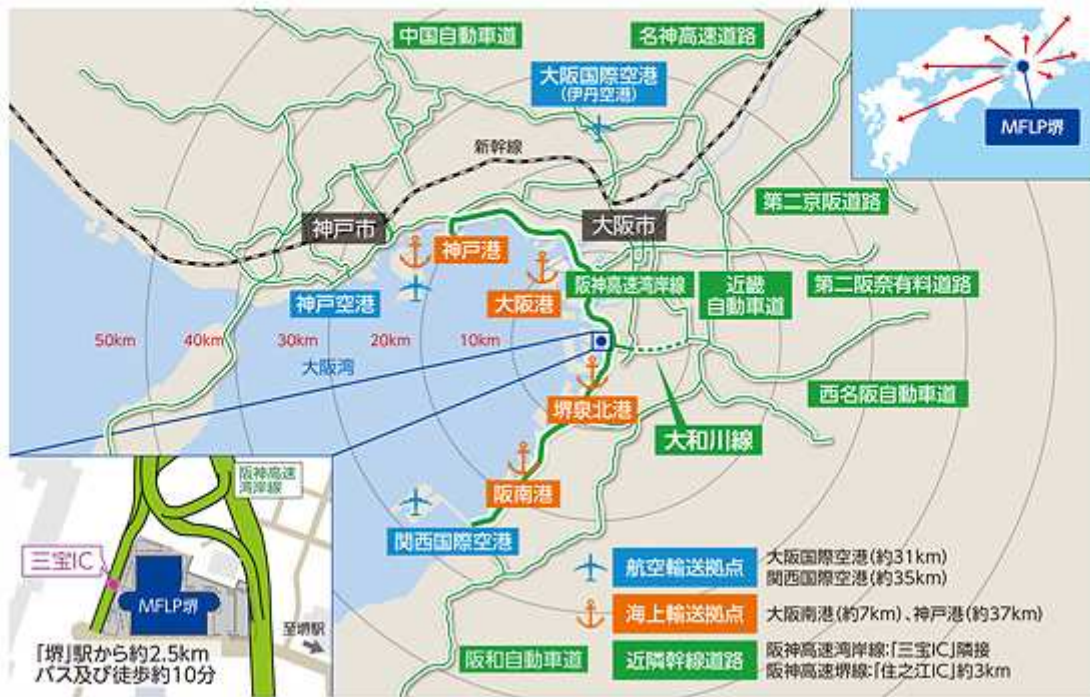 中国自動車道
名神高速道路
大阪国際空港
(伊丹空港)
MFLP堺
新幹線
第二京阪道路
神戸市
大阪市
神戸港
阪神高速湾岸線
近畿
自動車道
第二阪奈有料道路
神戸空港
大阪港
50km
40km
30km
20km
10km
大阪湾
西名阪自動車道
堺泉北港
大和川線
阪南港
関西国際空港
阪神高速
湾岸線
三宝IC
MFLP堺
至堺駅
「堺」駅から約2.5km
バス及び徒歩約10分
阪和自動車道
航空輸送拠点
大阪国際空港(約31km)
関西国際空港(約35km)
海上輸送拠点
大阪南港(約7km)、神戸港(約37km)
近隣幹線道路
阪神高速湾岸線:「三宝IC」隣接
阪神高速堺線:「住之江IC」約3km